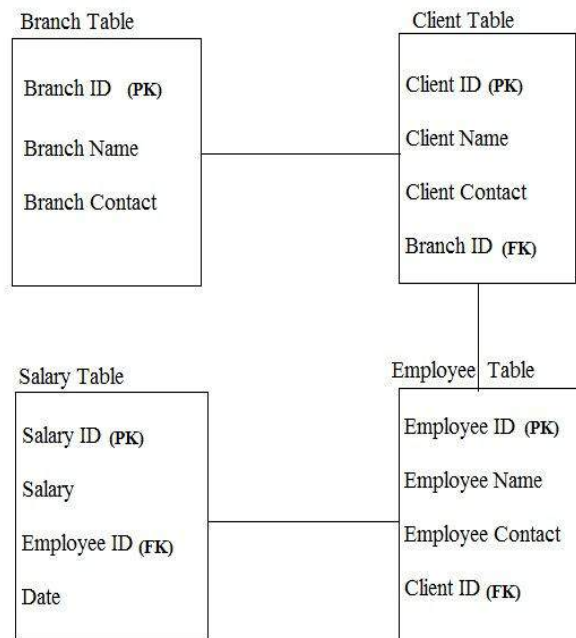 Branch Table
Branch ID (PK)
Branch Name
Branch Contact
Client Table
Client ID (PK)
Client Name
Client Contact
Branch ID (FK)
Salary Table
Salary ID (PK)
Salary
Employee ID (FK)
Date
Employee Table
Employee ID (PK)
Employee Name
Employee Contact
Client ID (FK)